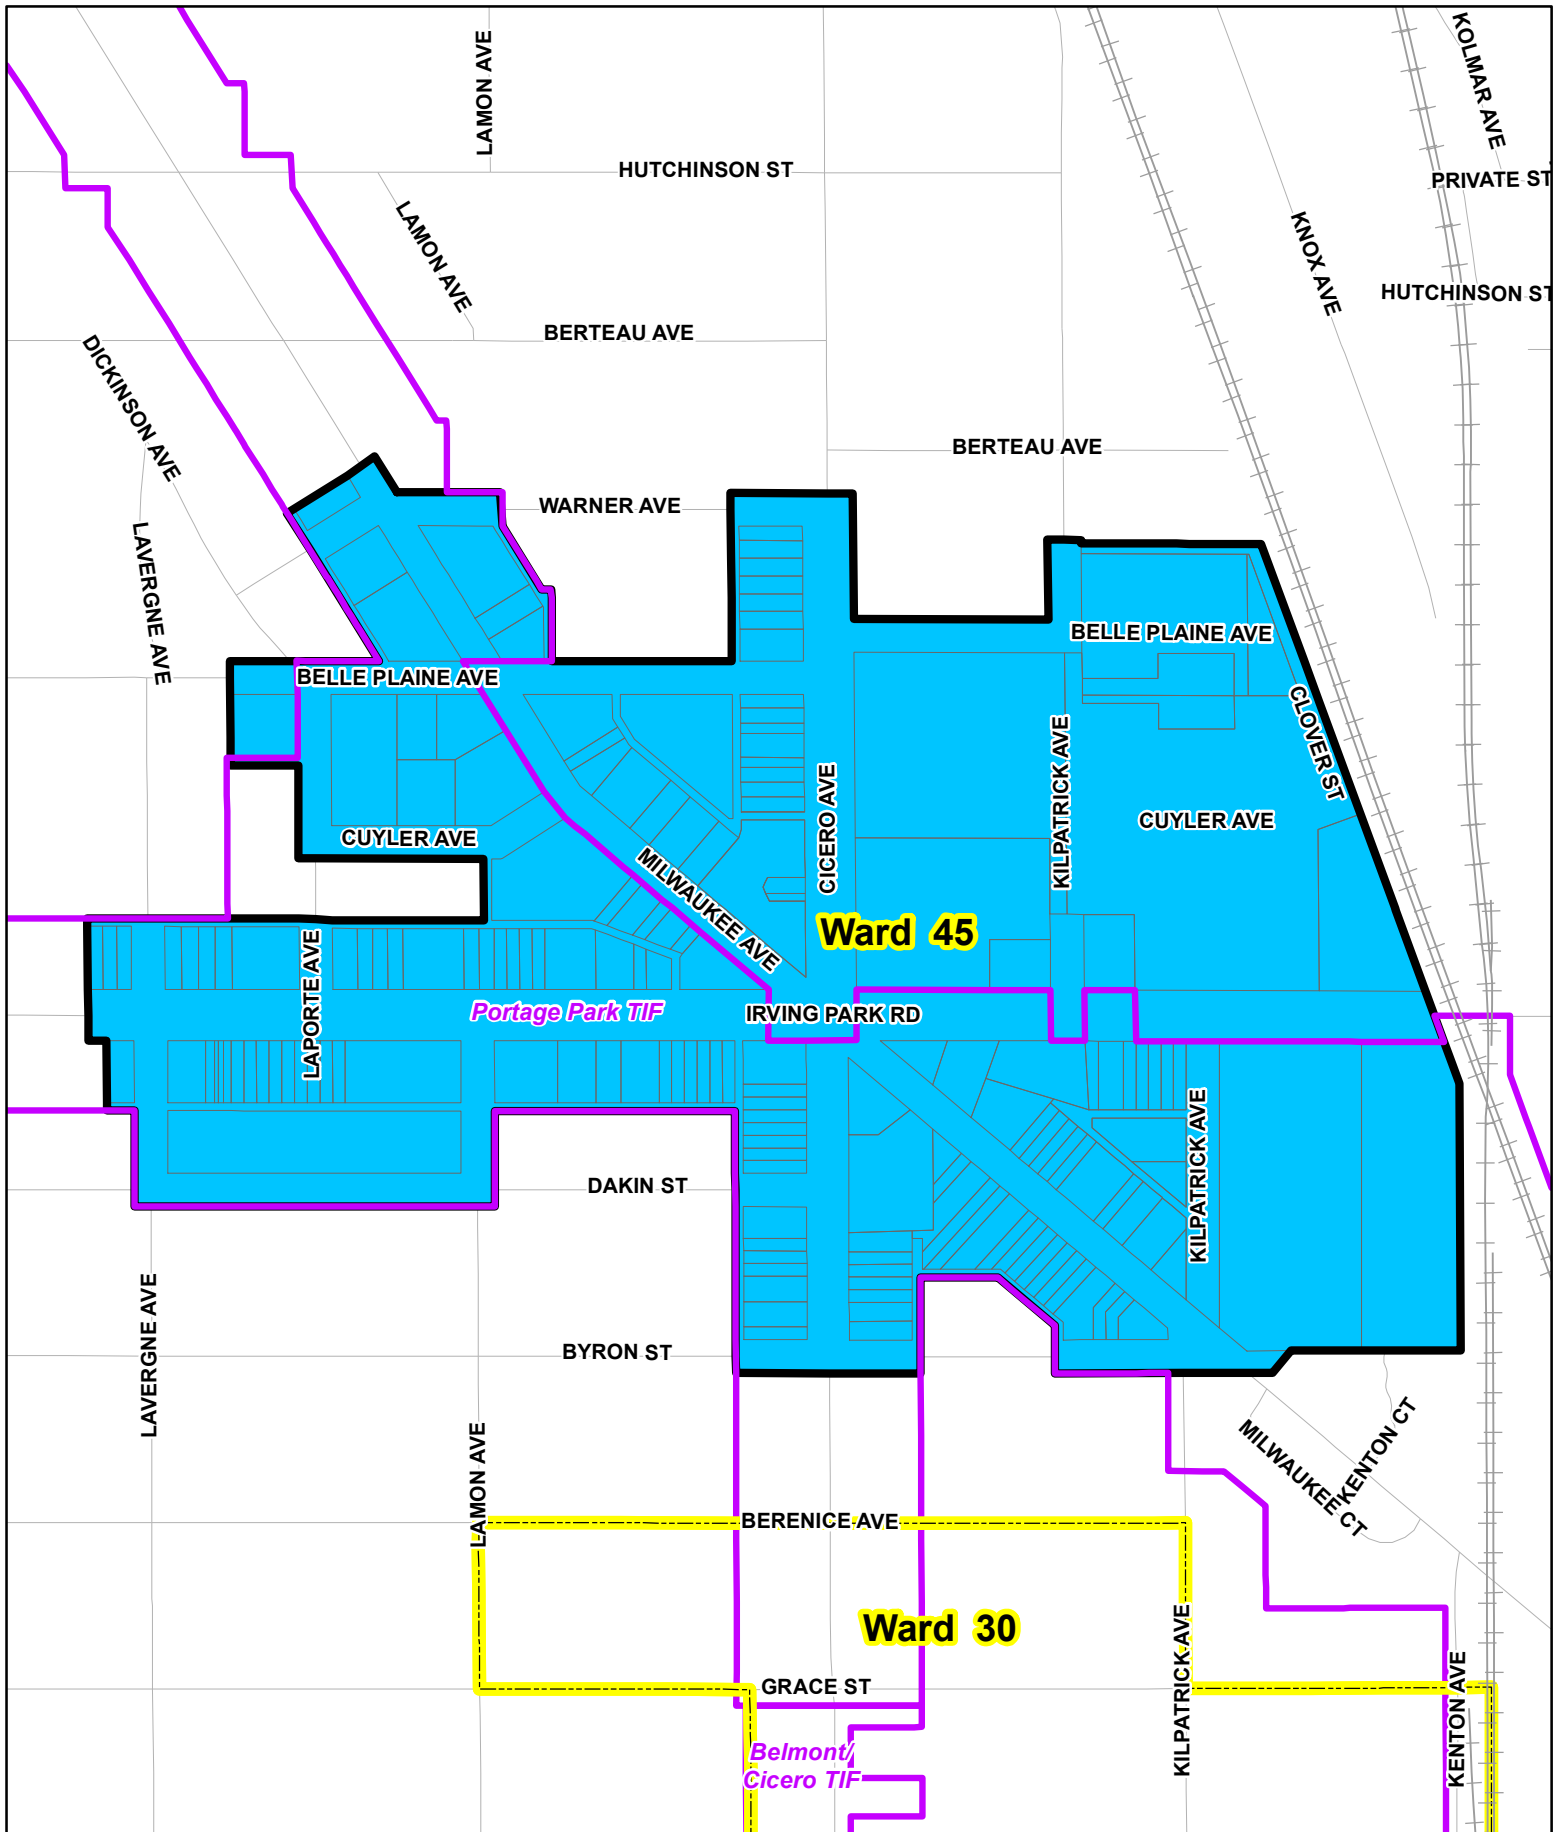 KOLMAR AVE
LAMON AVE
HUTCHINSON ST
PRIVATE ST
LAMON AVE
KNOX AVE
HUTCHINSON ST
BERTEAU AVE
DICKINSON AVE
BERTEAU AVE
WARNER AVE
LAVERGNE AVE
BELLE PLAINE AVE
BELLE PLAINE AVE
CLOVER ST
KILPATRICK AVE
CICERO AVE
CUYLER AVE
CUYLER AVE
MILWAUKEE AVE
Ward 45
LAPORTE AVE
Portage Park TIF
IRVING PARK RD
KILPATRICK AVE
DAKIN ST
LAVERGNE AVE
BYRON ST
LAMON AVE
MILWAUKEE CT
KENTON CT
BERENICE AVE
Ward 30
KILPATRICK AVE
GRACE ST
KENTON AVE
Belmont/
Cicero TIF